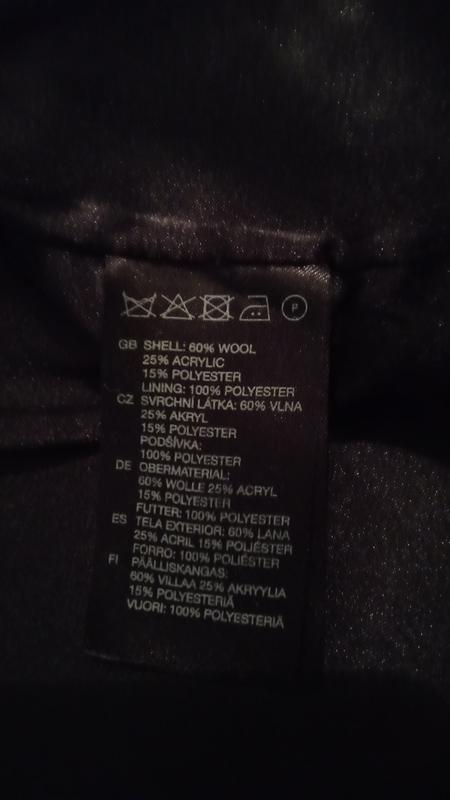 P
GB SHELL: 60% WOOL
25% ACRYLIC
15% POLYESTER
LINING: 100% POLYESTER
CZ SVRCHNÍ LÁTKA: 60% VLNA
25% AKRYL
15% POLYESTER
PODŠÍVKA:
100% POLYESTER
DE OBERMATERIAL:
60% WOLLE 25% ACRYL
15% POLYESTER
FUTTER: 100% POLYESTER
ES TELA EXTERIOR: 60% LANA
25% ACRIL 15% POLIÉSTER
FORRO: 100% POLIÉSTER
FI PÄÄLLISKANGAS:
60% VILLAA 25% AKRYYLIA
15% POLYESTERIÄ
VUORI: 100% POLYESTERIÄ